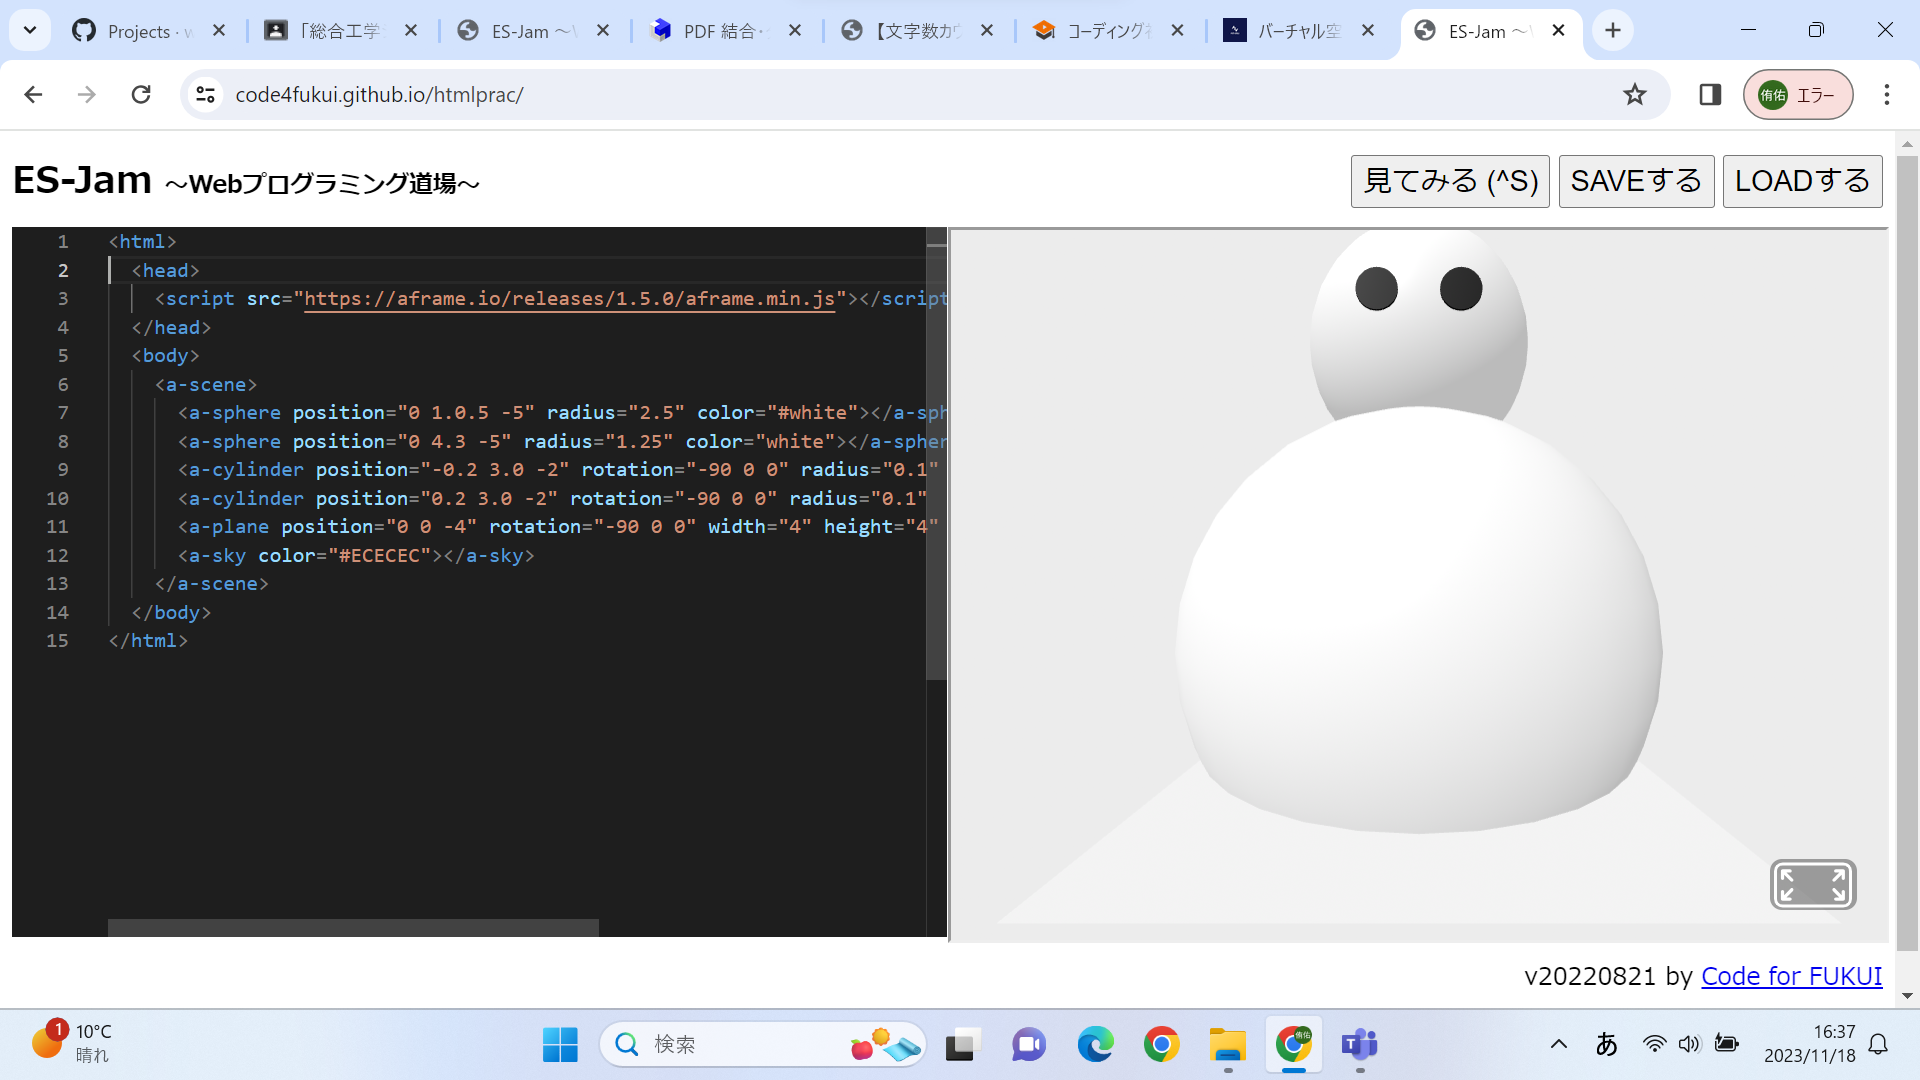 Projects · w
「総合工学
ES-Jam ～W
PDF 結合·
【文字数カウ
コーディング
バーチャル空
ES-Jam ～W
code4fukui.github.io/htmlprac/
侑佑 エラー
ES-Jam ～Webプログラミング道場～
見てみる (^S)
SAVEする
LOADする
1 <html>
2 <head>
3 <script src="https://aframe.io/releases/1.5.0/aframe.min.js"></script
4 </head>
5 <body>
6 <a-scene>
7 <a-sphere position="0 1.0.5 -5" radius="2.5" color="#white"></a-sph
8 <a-sphere position="0 4.3 -5" radius="1.25" color="white"></a-spher
9 <a-cylinder position="-0.2 3.0 -2" rotation="-90 0 0" radius="0.1"
10 <a-cylinder position="0.2 3.0 -2" rotation="-90 0 0" radius="0.1"
11 <a-plane position="0 0 -4" rotation="-90 0 0" width="4" height="4"
12 <a-sky color="#ECECEC"></a-sky>
13 </a-scene>
14 </body>
15 </html>
v20220821 by Code for FUKUI
1
10°C
晴れ
検索
侑佑
あ
16:37
2023/11/18